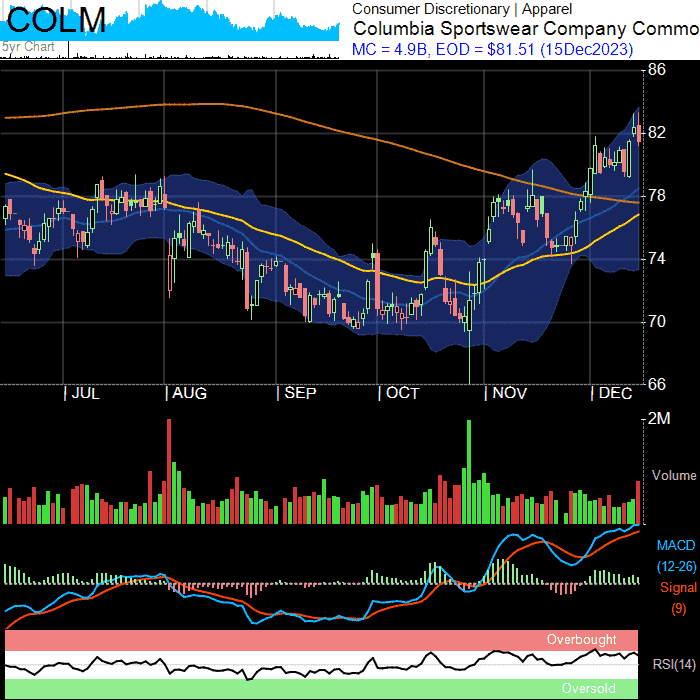 COLM
5yr Chart
Consumer Discretionary | Apparel
Columbia Sportswear Company Commo
MC = 4.9B, EOD = $81.51 (15Dec2023)
86
82
78
74
70
66
| JUL | AUG | SEP | OCT | NOV | DEC
2M
Volume
MACD
(12-26)
Signal
(9)
Overbought
RSI(14)
Oversold